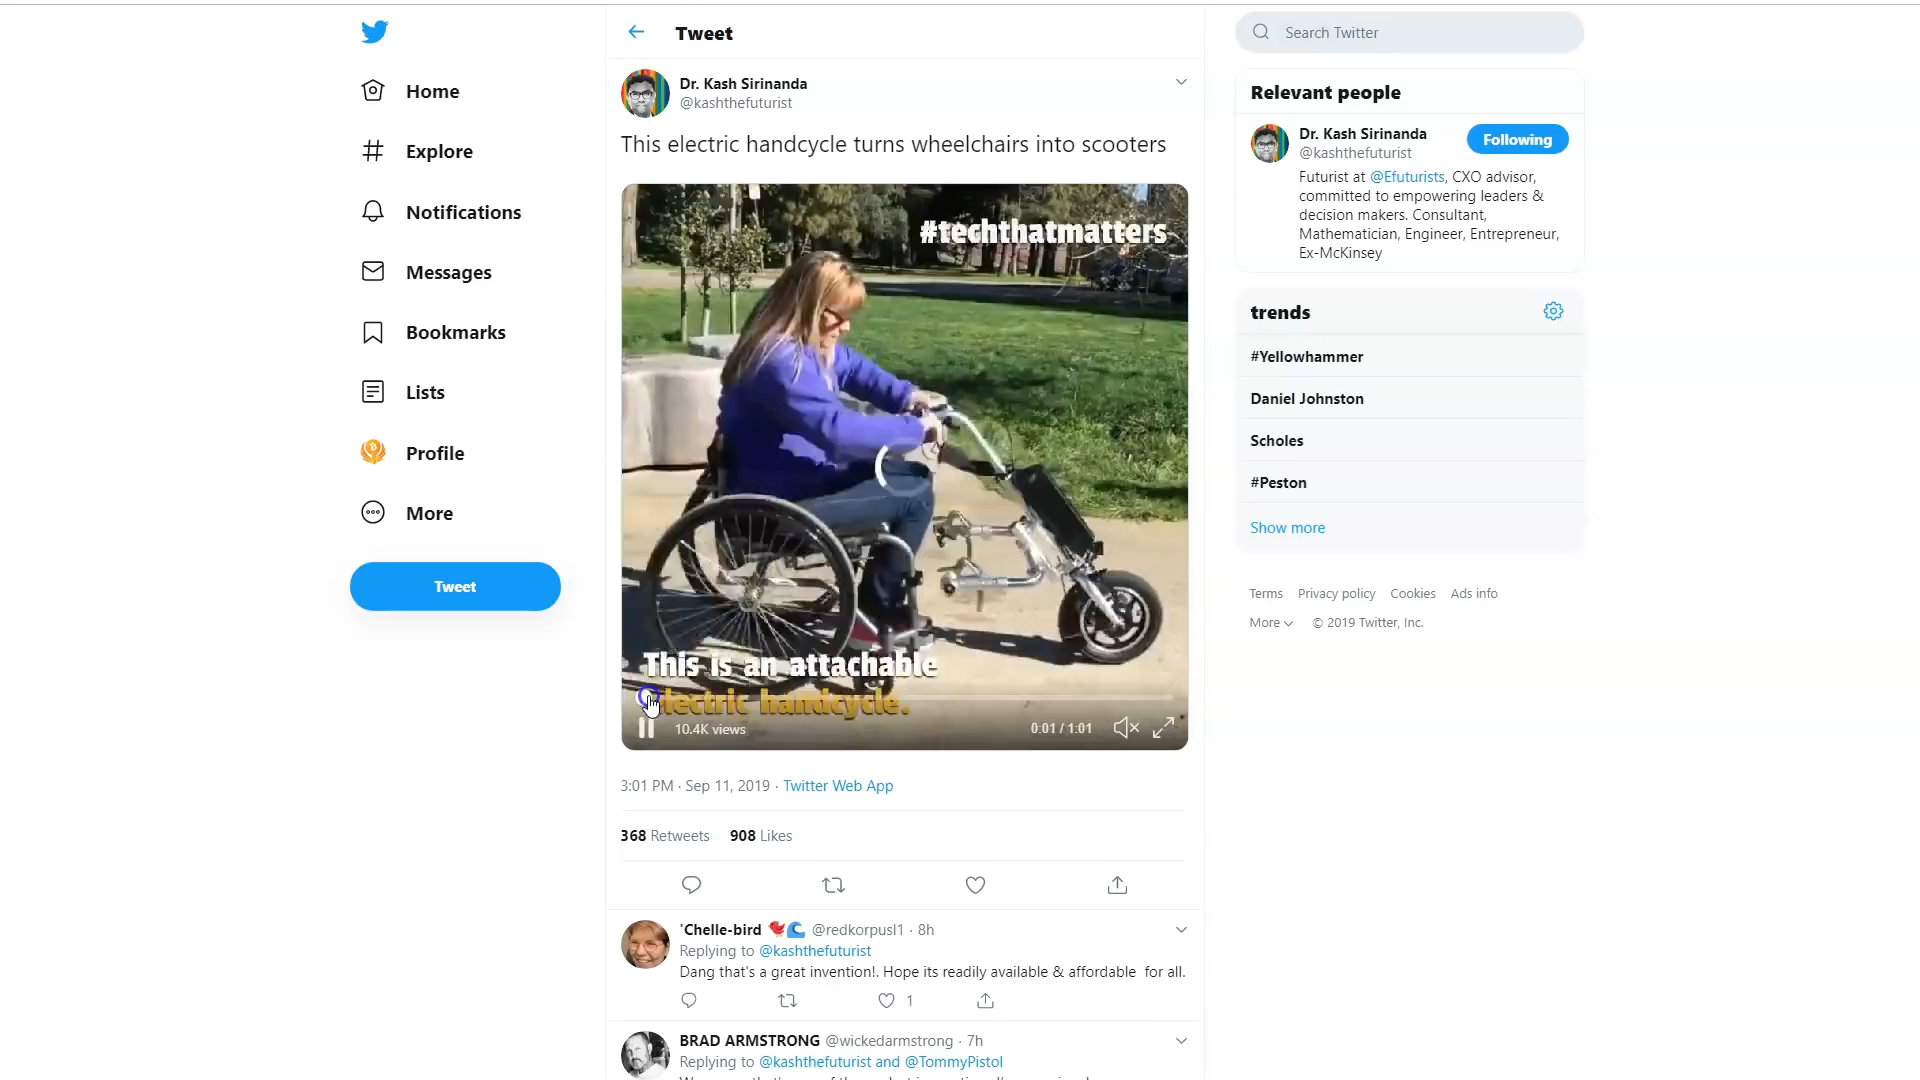 Home
Explore
Notifications
Messages
Bookmarks
Lists
Profile
More
Tweet
Tweet
Dr. Kash Sirinanda
@kashthefuturist
This electric handcycle turns wheelchairs into scooters
#techthatmatters
This is an attachable
electric handcycle.
10.4K views
0:01 / 1:01
3:01 PM · Sep 11, 2019 · Twitter Web App
368 Retweets 908 Likes
'Chelle-bird @redkorpusl1 · 8h
Replying to @kashthefuturist
Dang that's a great invention!. Hope its readily available & affordable for all.
1
BRAD ARMSTRONG @wickedarmstrong · 7h
Replying to @kashthefuturist and @TommyPistol
Search Twitter
Relevant people
Dr. Kash Sirinanda
@kashthefuturist
Following
Futurist at @Efuturists, CXO advisor,
committed to empowering leaders &
decision makers. Consultant,
Mathematician, Engineer, Entrepreneur,
Ex-McKinsey
trends
#Yellowhammer
Daniel Johnston
Scholes
#Peston
Show more
Terms Privacy policy Cookies Ads info
More © 2019 Twitter, Inc.